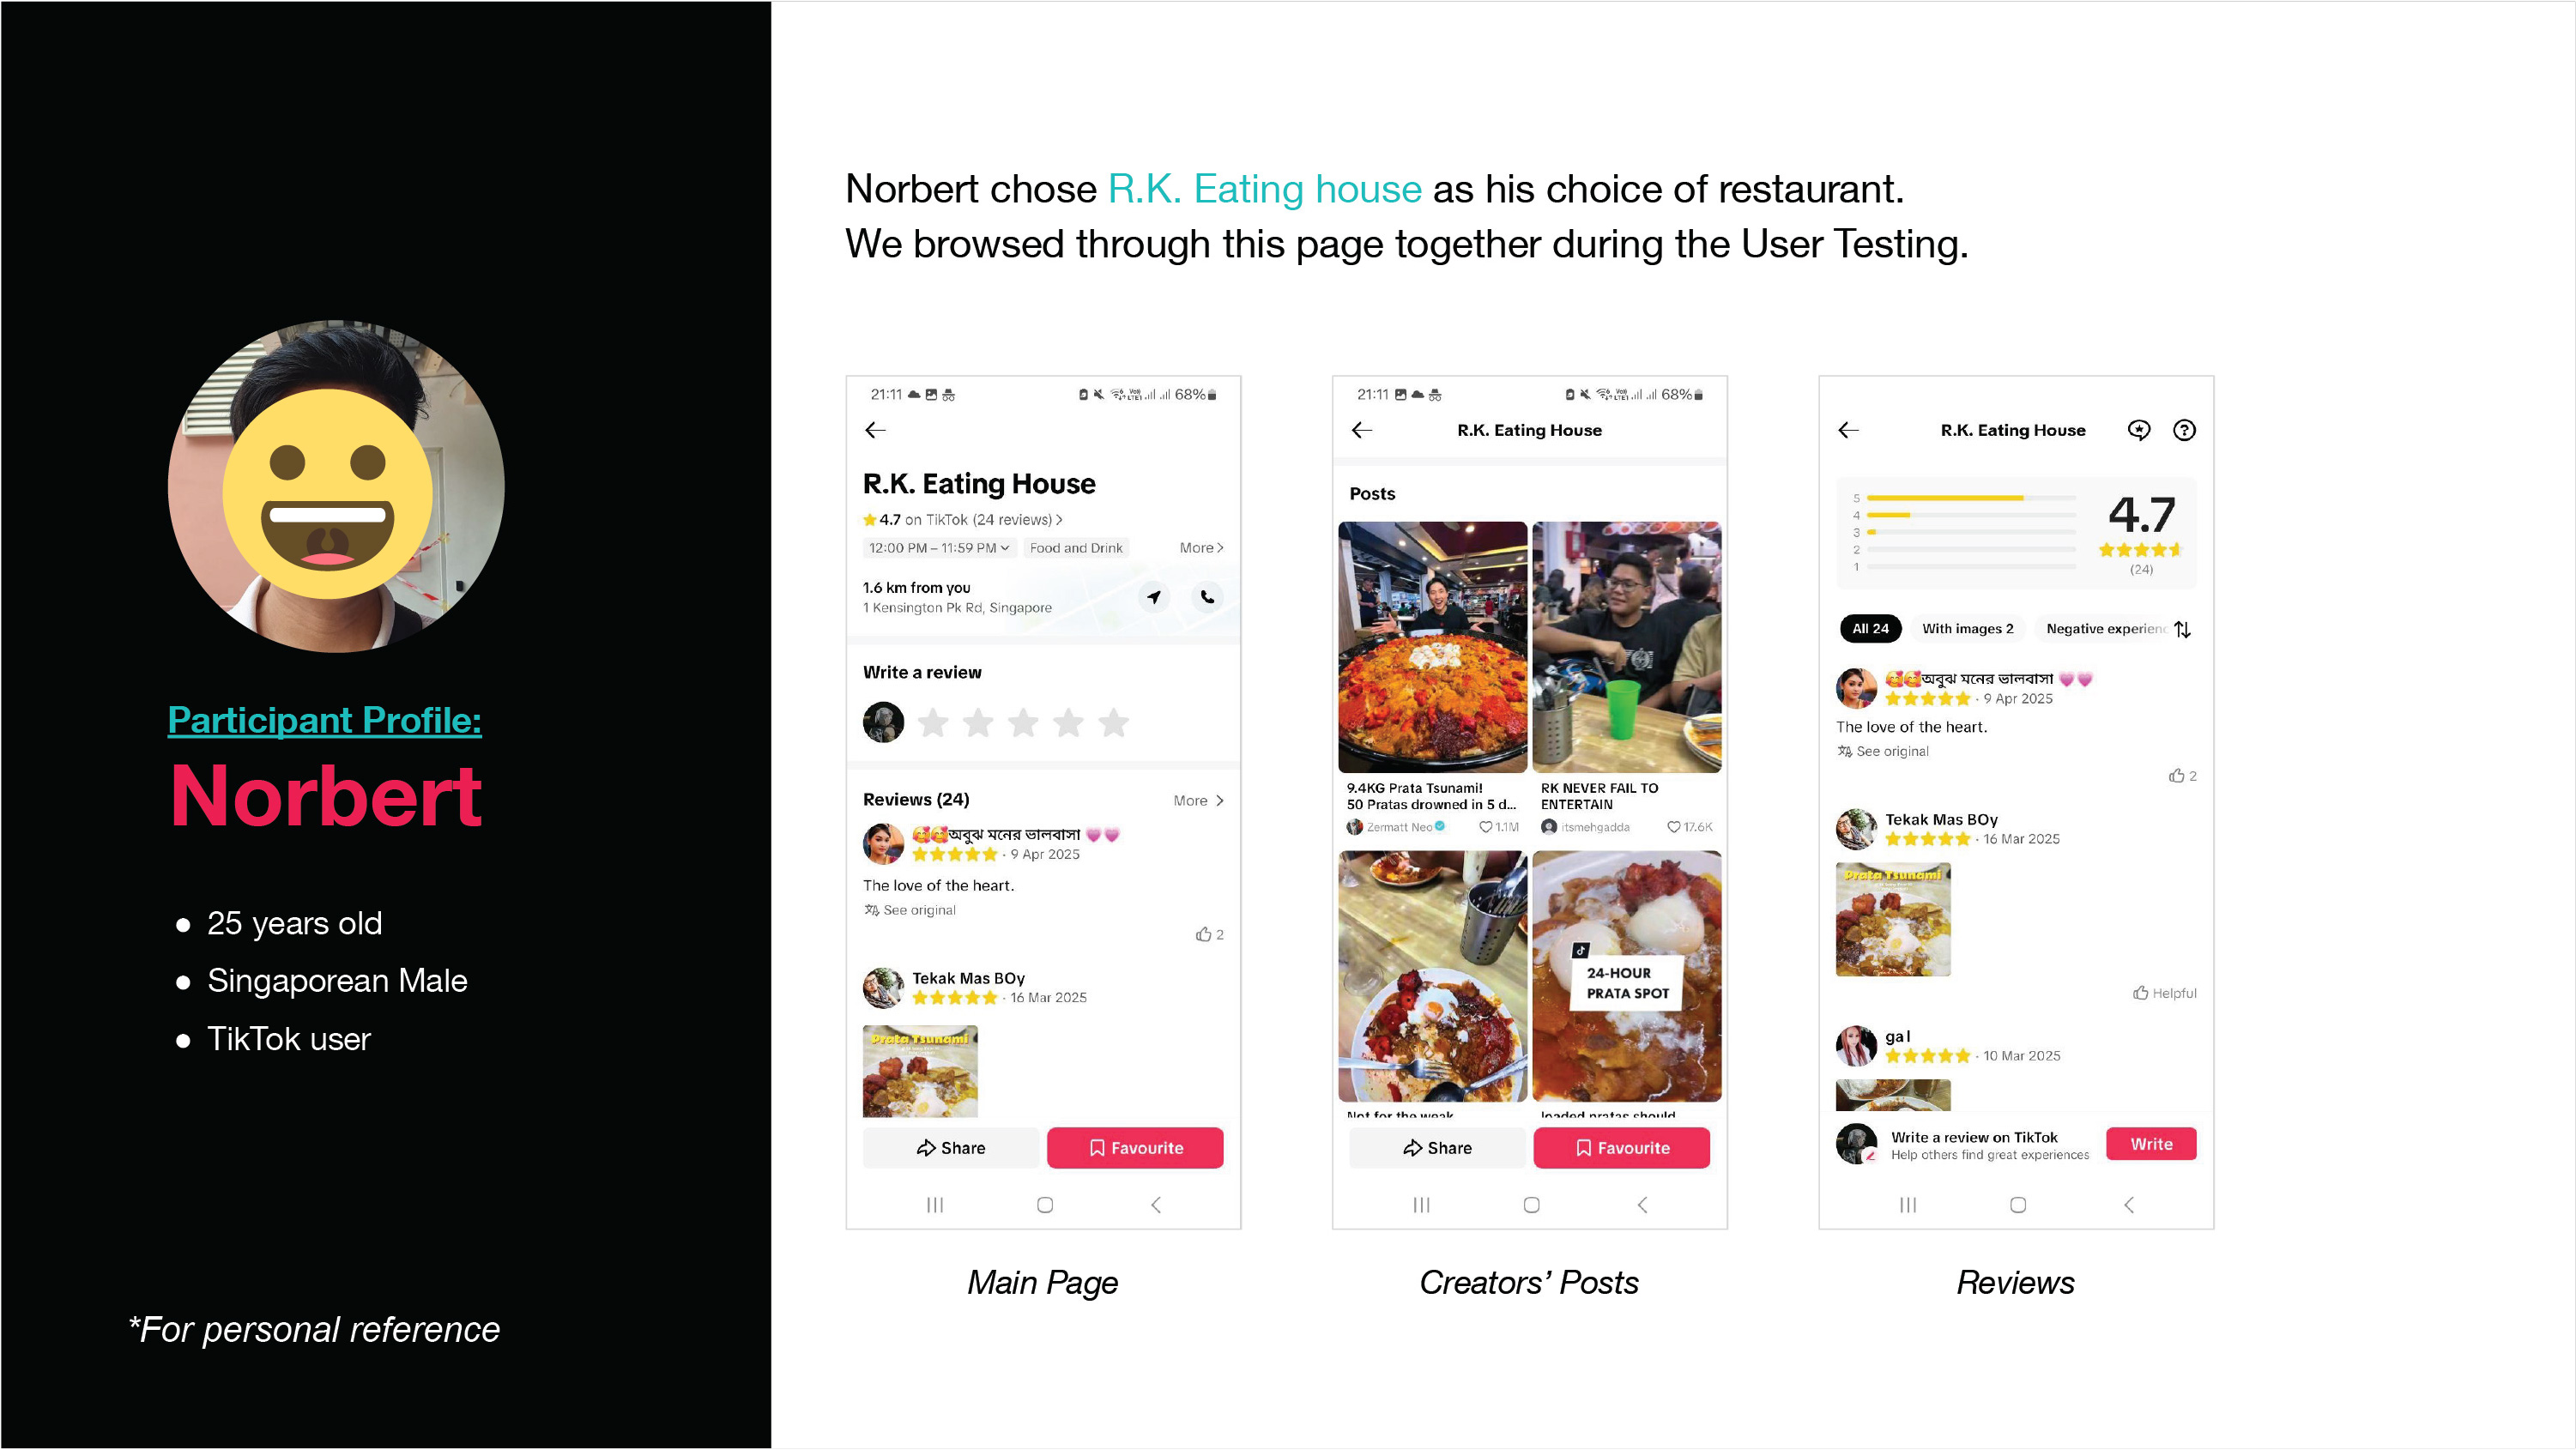 Norbert chose R.K. Eating house as his choice of restaurant.
We browsed through this page together during the User Testing.
Participant Profile:
Norbert
● 25 years old
● Singaporean Male
● TikTok user
*For personal reference
21:11
68%
R.K. Eating House
4.7 on TikTok (24 reviews) >
12:00 PM – 11:59 PM
Food and Drink
More >
1.6 km from you
1 Kensington Pk Rd, Singapore
Write a review
Reviews (24)
More >
🥰🥰অবুঝ মনের ভালবাসা 💗💗
· 9 Apr 2025
The love of the heart.
See original
2
Tekak Mas BOy
· 16 Mar 2025
Prata Tsunami
Share
Favourite
Main Page
21:11
68%
R.K. Eating House
Posts
9.4KG Prata Tsunami!
50 Pratas drowned in 5 d...
Zermatt Neo
1.1M
RK NEVER FAIL TO
ENTERTAIN
itsmehgadda
17.6K
24-HOUR
PRATA SPOT
Not for the weak
loaded pratas should
Share
Favourite
Creators’ Posts
R.K. Eating House
5
4
3
2
1
4.7
(24)
All 24
With images 2
Negative experienc
🥰🥰অবুঝ মনের ভালবাসা 💗💗
· 9 Apr 2025
The love of the heart.
See original
2
Tekak Mas BOy
· 16 Mar 2025
Prata Tsunami
Helpful
gal
· 10 Mar 2025
Write a review on TikTok
Help others find great experiences
Write
Reviews